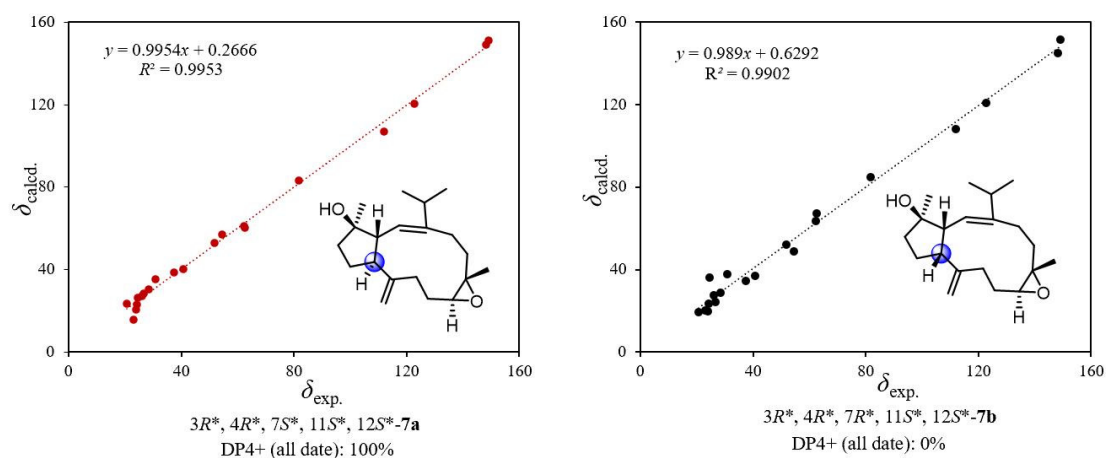 160
120
80
40
0
0
40
80
120
160
δcalcd.
δexp.
y = 0.9954x + 0.2666
R² = 0.9953
HO
H
H
O
H
3R*, 4R*, 7S*, 11S*, 12S*-7a
DP4+ (all date): 100%
160
120
80
40
0
0
40
80
120
160
δcalcd.
δexp.
y = 0.989x + 0.6292
R² = 0.9902
HO
H
H
O
H
3R*, 4R*, 7R*, 11S*, 12S*-7b
DP4+ (all date): 0%